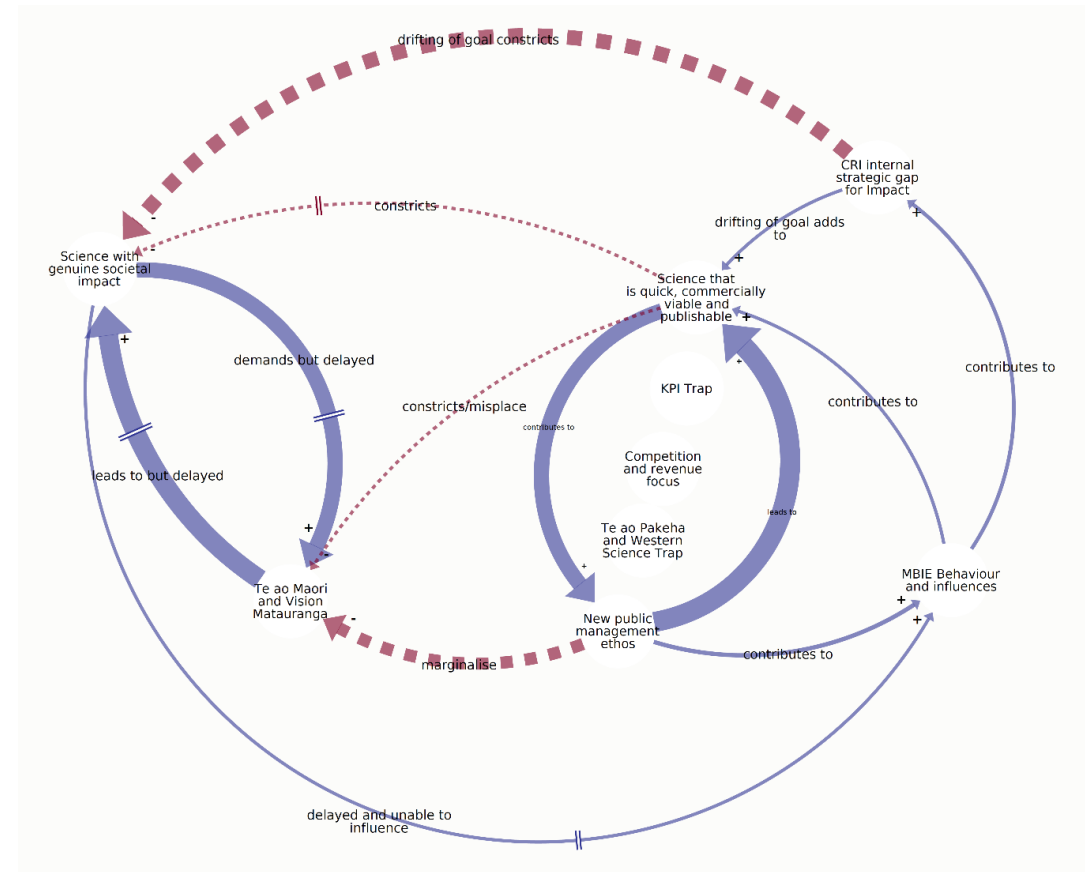 drifting of goal constricts
CRI internal
strategic gap
for Impact
-
+
constricts
drifting of goal adds
to
-
+
Science with
genuine societal
impact
Science that
is quick, commercially
viable and
publishable
+
+
demands but delayed
+
contributes to
KPI Trap
contributes to
constricts/misplace
contributes to
Competition
and revenue
focus
leads to but delayed
leads to
+
Te ao Pakeha
and Western
Science Trap
-
+
Te ao Maori
and Vision
Matauranga
MBIE Behaviour
and influences
+
+
-
New public
management
ethos
contributes to
marginalise
delayed and unable to
influence